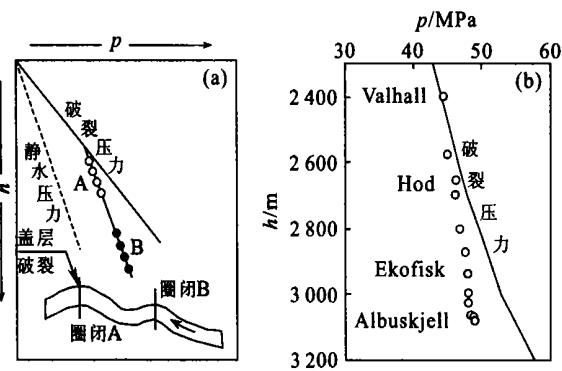 p
(a)
破裂压力
静水压力
A
B
h
盖层
破裂
圈闭B
圈闭A
p/MPa
30 40 50 60
(b)
Valhall
2 400
破裂压力
2 600
Hod
2 800
h/m
Ekofisk
3 000
Albuskjell
3 200